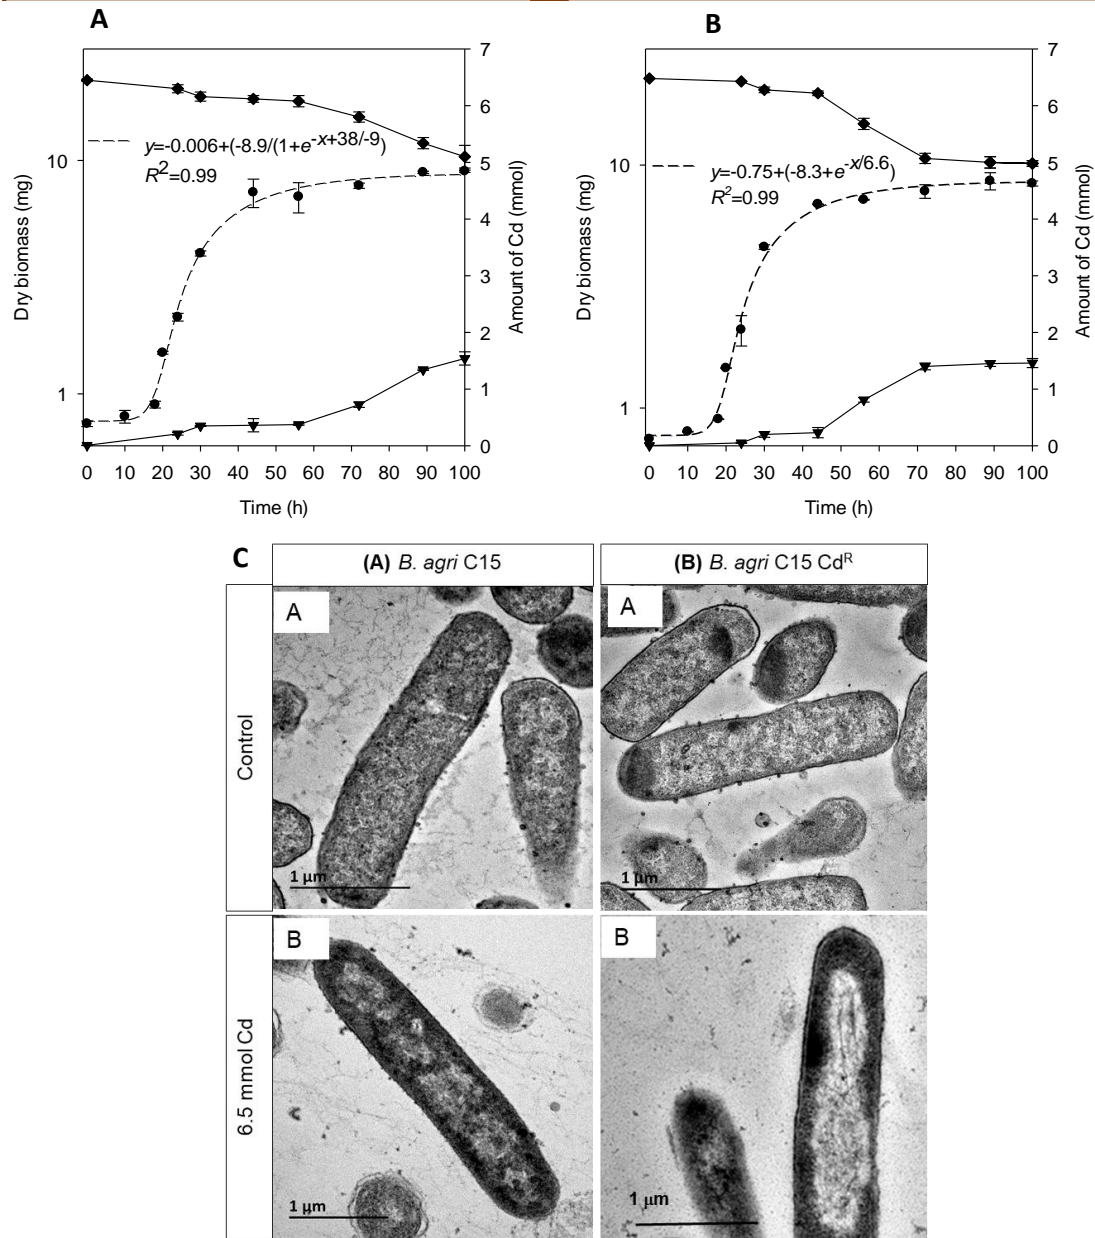 A
B
7
6
5
4
3
2
1
0
10
1
y=-0.006+(-8.9/(1+e^-x+38/-9)
R²=0.99
Dry biomass (mg)
Amount of Cd (mmol)
0 10 20 30 40 50 60 70 80 90 100
Time (h)
7
6
5
4
3
2
1
0
10
1
y=-0.75+(-8.3+e^-x/6.6)
R²=0.99
Dry biomass (mg)
Amount of Cd (mmol)
0 10 20 30 40 50 60 70 80 90 100
Time (h)
C
(A) B. agri C15
(B) B. agri C15 Cd^R
Control
A
1 µm
A
1 µm
6.5 mmol Cd
B
1 µm
B
1 µm